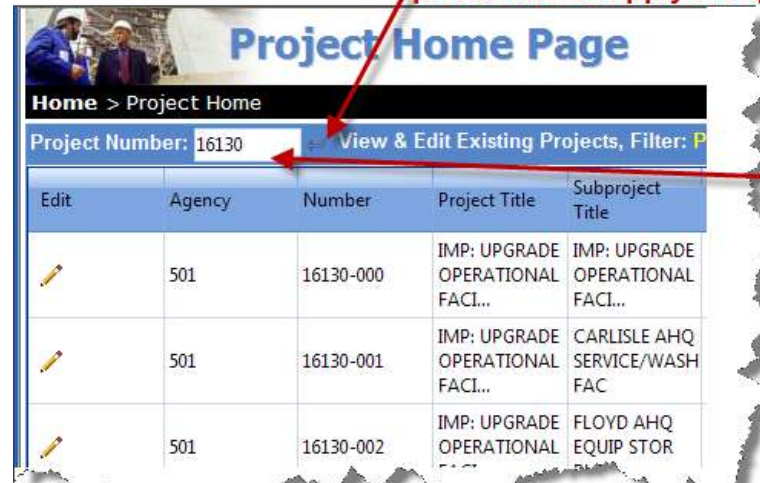 Project Home Page
Home > Project Home
Project Number: 16130 View & Edit Existing Projects, Filter: P
Edit Agency Number Project Title Subproject Title
501 16130-000 IMP: UPGRADE OPERATIONAL FACI... IMP: UPGRADE OPERATIONAL FACI...
501 16130-001 IMP: UPGRADE OPERATIONAL FACI... CARLISLE AHQ SERVICE/WASH FAC
501 16130-002 IMP: UPGRADE OPERATIONAL FLOYD AHQ EQUIP STOR